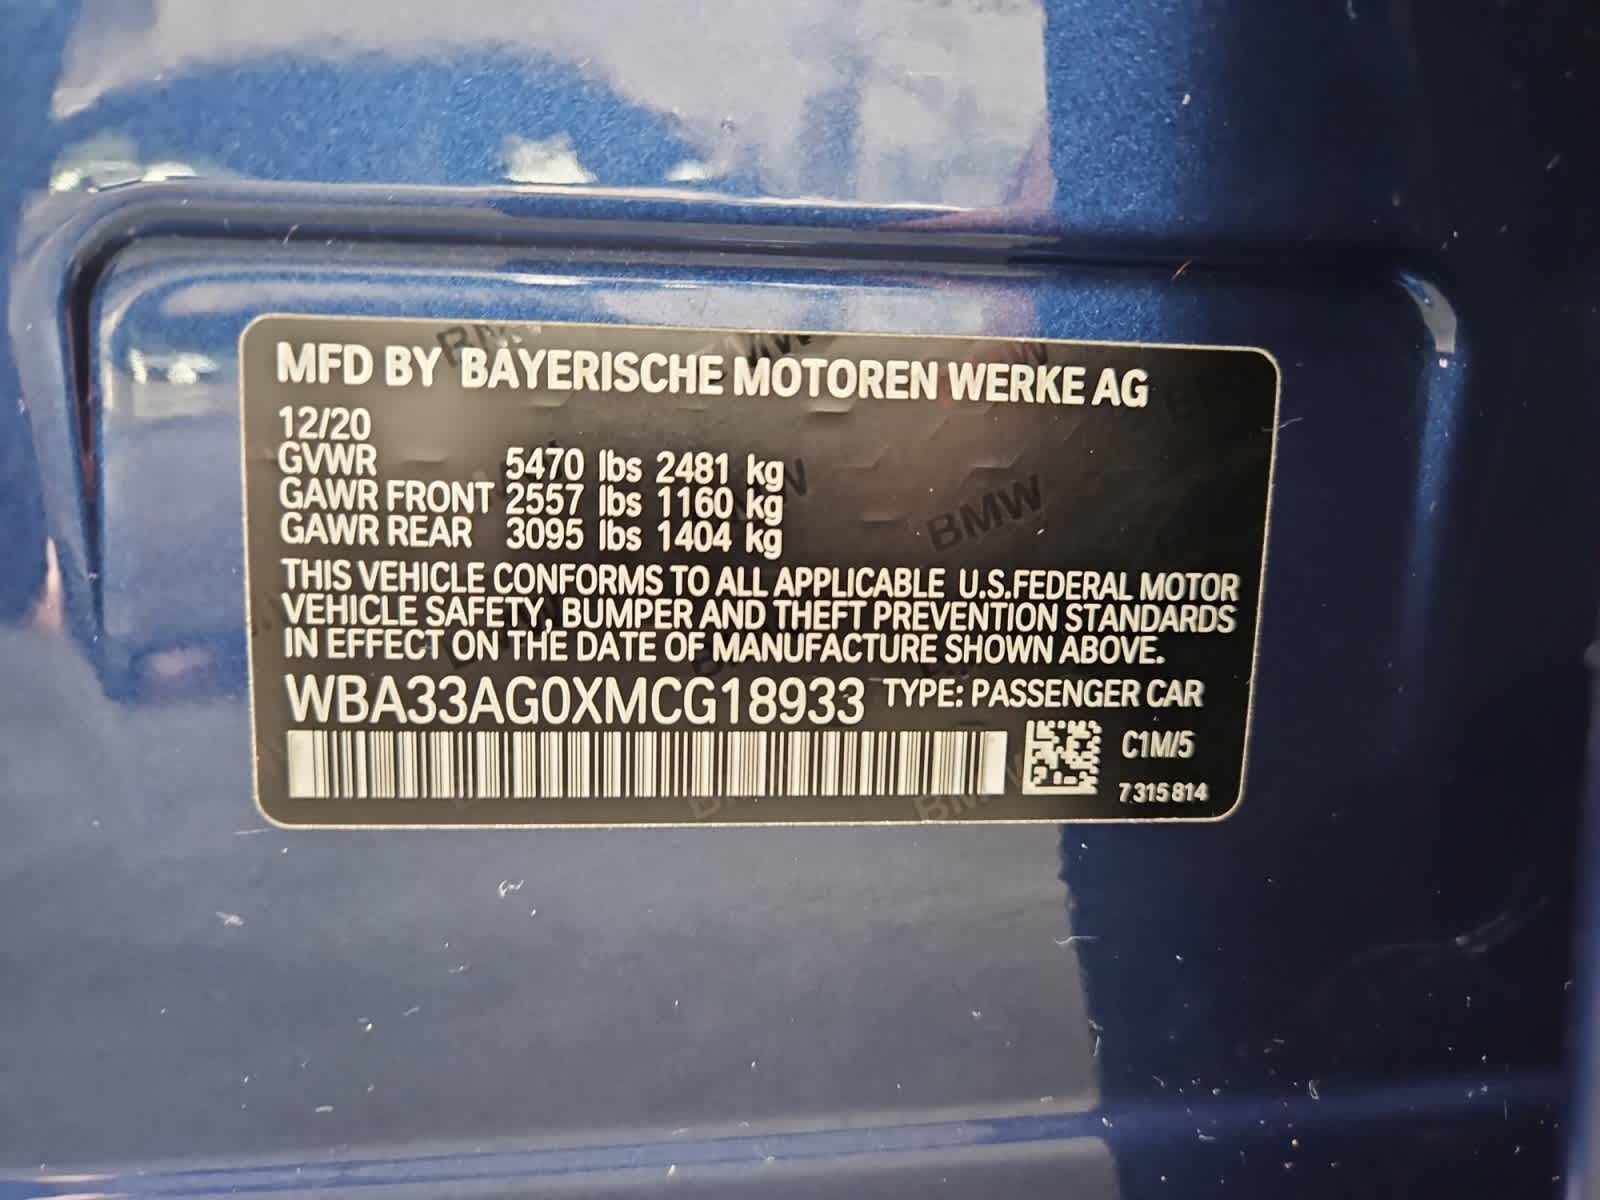 MFD BY BAYERISCHE MOTOREN WERKE AG
12/20
GVWR 5470 lbs 2481 kg
GAWR FRONT 2557 lbs 1160 kg
GAWR REAR 3095 lbs 1404 kg
THIS VEHICLE CONFORMS TO ALL APPLICABLE U.S.FEDERAL MOTOR
VEHICLE SAFETY, BUMPER AND THEFT PREVENTION STANDARDS
IN EFFECT ON THE DATE OF MANUFACTURE SHOWN ABOVE.
WBA33AG0XMCG18933 TYPE: PASSENGER CAR
C1M/5
7 315 814